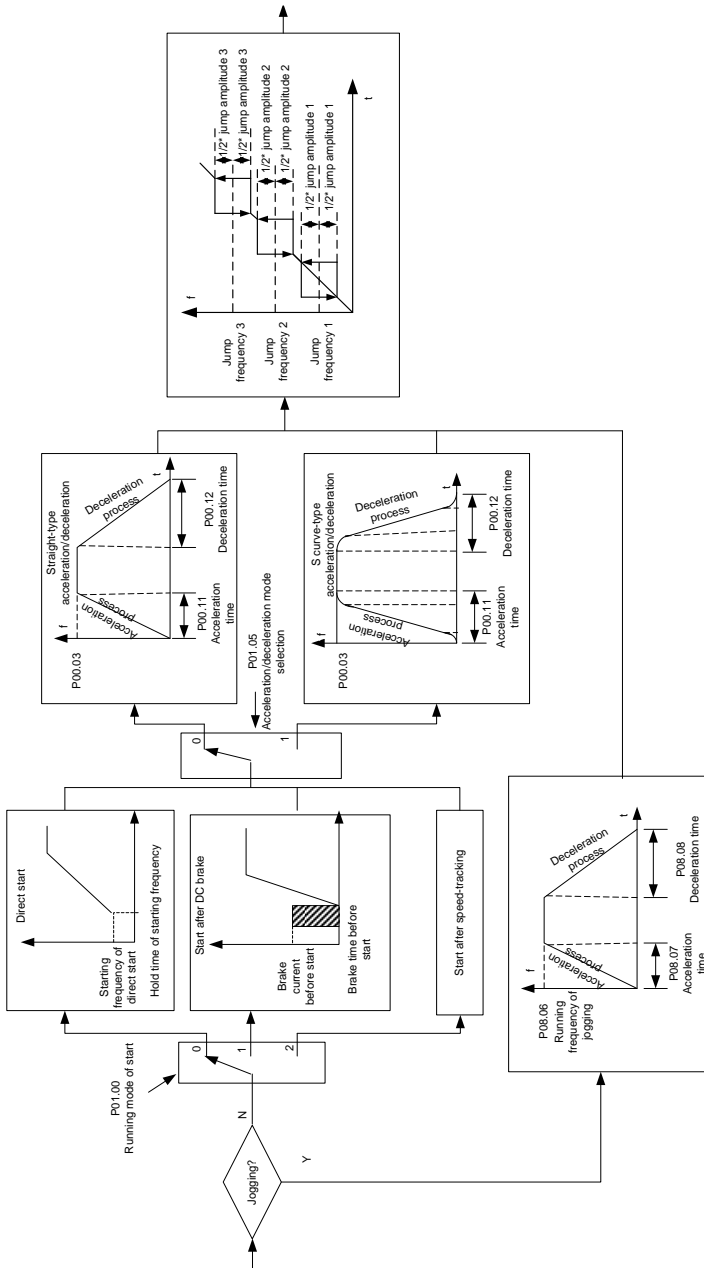 Jogging?
N
Y
P01.00
Running mode of start
0
1
2
Direct start
Starting
frequency of
direct start
Hold time of starting frequency
Start after DC brake
Brake
current
before start
Brake time before
start
Start after speed-tracking
P08.06
Running
frequency of
jogging
f
Acceleration
process
Deceleration
process
t
P08.07
Acceleration
time
P08.08
Deceleration time
P01.05
Acceleration/deceleration mode
selection
0
1
Straight-type
acceleration/deceleration
f
P00.03
Acceleration
process
Deceleration
process
t
P00.11
Acceleration
time
P00.12
Deceleration time
S curve-type
acceleration/deceleration
f
P00.03
Acceleration
process
Deceleration
process
t
P00.11
Acceleration
time
P00.12
Deceleration time
f
Jump
frequency 3
Jump
frequency 2
Jump
frequency 1
1/2* jump amplitude 3
1/2* jump amplitude 3
1/2* jump amplitude 2
1/2* jump amplitude 2
1/2* jump amplitude 1
1/2* jump amplitude 1
t